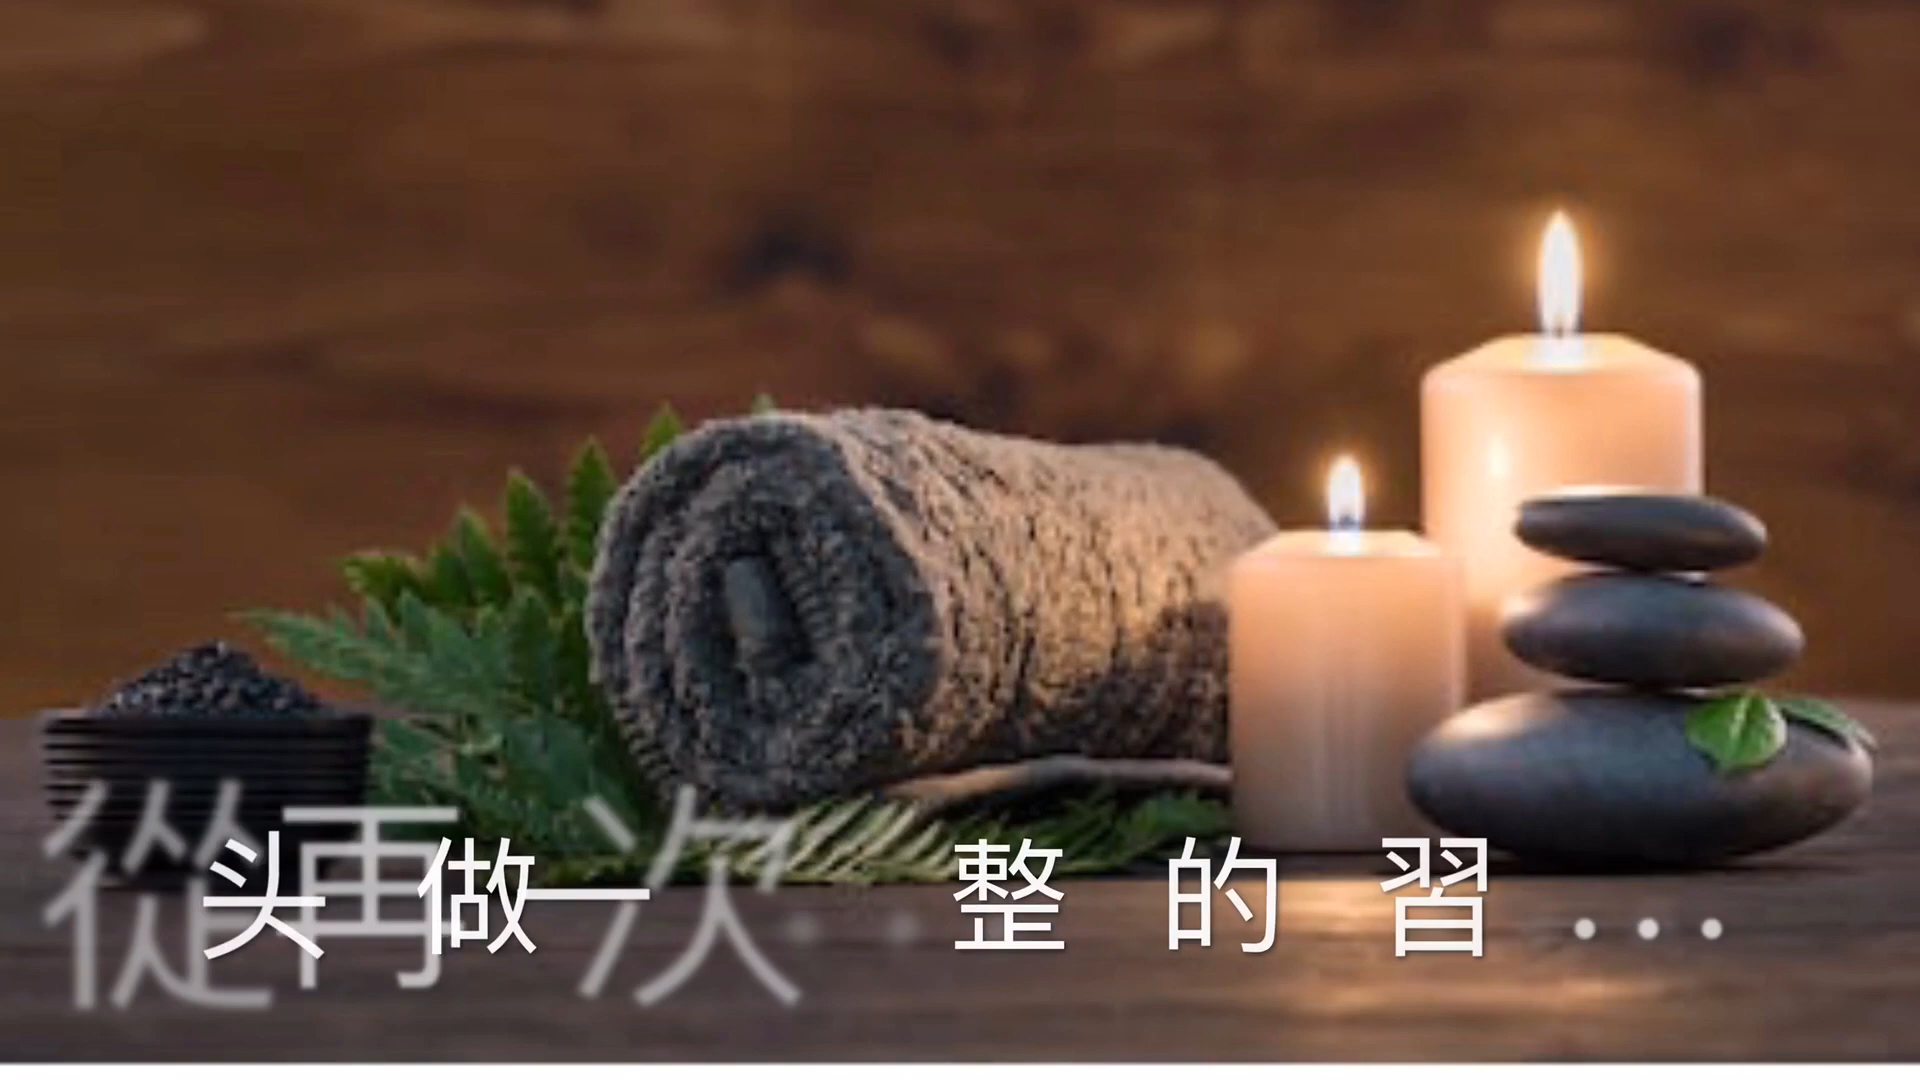 從头再做一次 整 的 習 ...